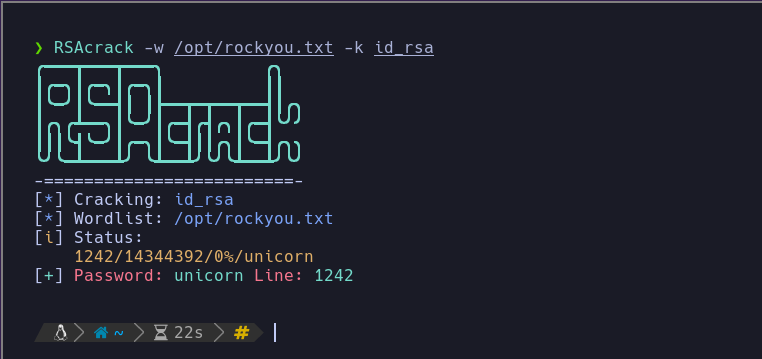 ❯ RSAcrack -w /opt/rockyou.txt -k id_rsa
RSAcrack
-=========================-
[*] Cracking: id_rsa
[*] Wordlist: /opt/rockyou.txt
[i] Status:
1242/14344392/0%/unicorn
[+] Password: unicorn Line: 1242
~ 22s #